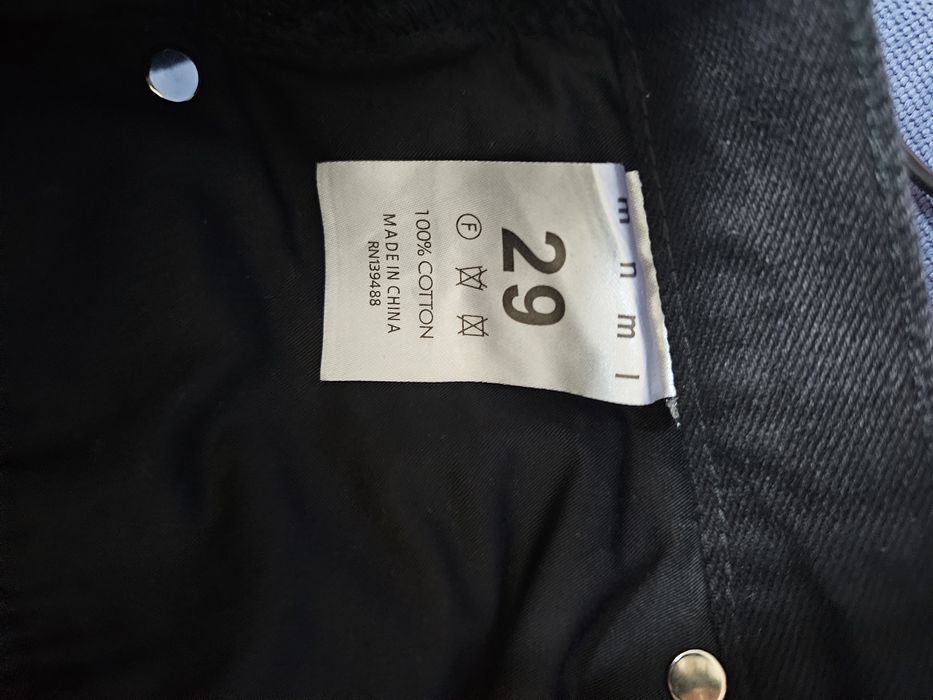 mnml
29
F
100% COTTON
MADE IN CHINA
RN139488